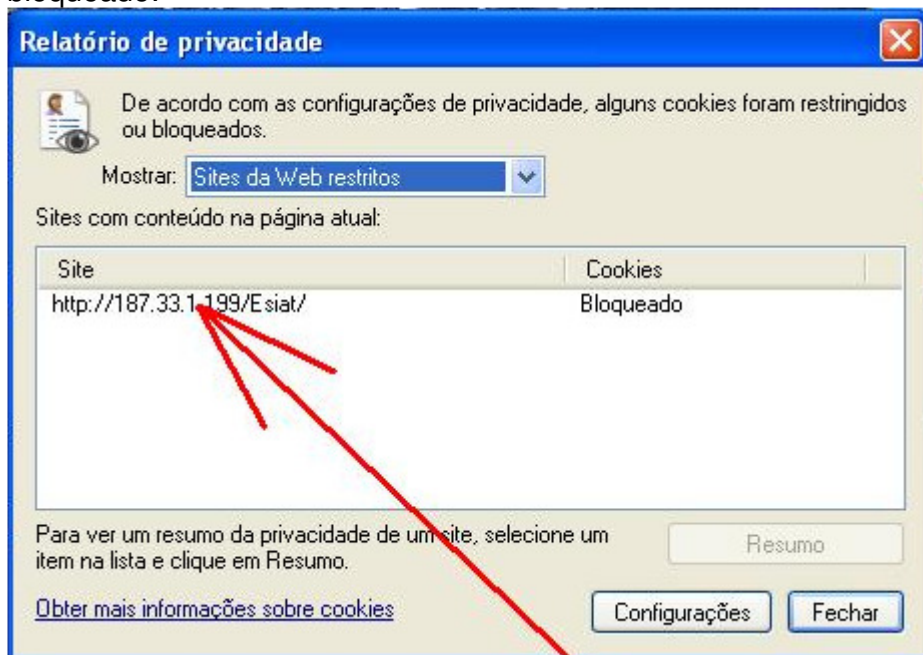 bloqueado.
Relatório de privacidade
De acordo com as configurações de privacidade, alguns cookies foram restringidos
ou bloqueados.
Mostrar: Sites da Web restritos
Sites com conteúdo na página atual:
Site Cookies
http://187.33.1.199/Esiat/ Bloqueado
Para ver um resumo da privacidade de um site, selecione um
item na lista e clique em Resumo.
Resumo
Obter mais informações sobre cookies
Configurações Fechar